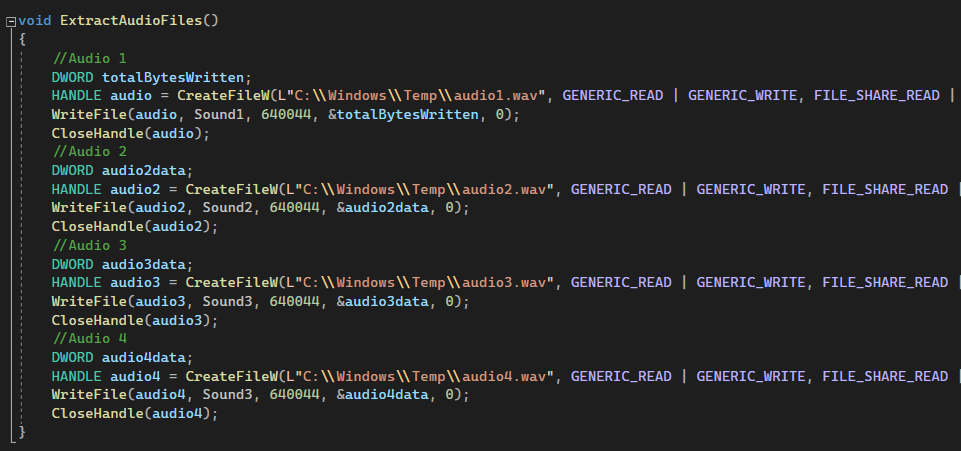 void ExtractAudioFiles()
{
    //Audio 1
    DWORD totalBytesWritten;
    HANDLE audio = CreateFileW(L"C:\\Windows\\Temp\\audio1.wav", GENERIC_READ | GENERIC_WRITE, FILE_SHARE_READ |
    WriteFile(audio, Sound1, 640044, &totalBytesWritten, 0);
    CloseHandle(audio);
    //Audio 2
    DWORD audio2data;
    HANDLE audio2 = CreateFileW(L"C:\\Windows\\Temp\\audio2.wav", GENERIC_READ | GENERIC_WRITE, FILE_SHARE_READ |
    WriteFile(audio2, Sound2, 640044, &audio2data, 0);
    CloseHandle(audio2);
    //Audio 3
    DWORD audio3data;
    HANDLE audio3 = CreateFileW(L"C:\\Windows\\Temp\\audio3.wav", GENERIC_READ | GENERIC_WRITE, FILE_SHARE_READ |
    WriteFile(audio3, Sound3, 640044, &audio3data, 0);
    CloseHandle(audio3);
    //Audio 4
    DWORD audio4data;
    HANDLE audio4 = CreateFileW(L"C:\\Windows\\Temp\\audio4.wav", GENERIC_READ | GENERIC_WRITE, FILE_SHARE_READ |
    WriteFile(audio4, Sound3, 640044, &audio4data, 0);
    CloseHandle(audio4);
}